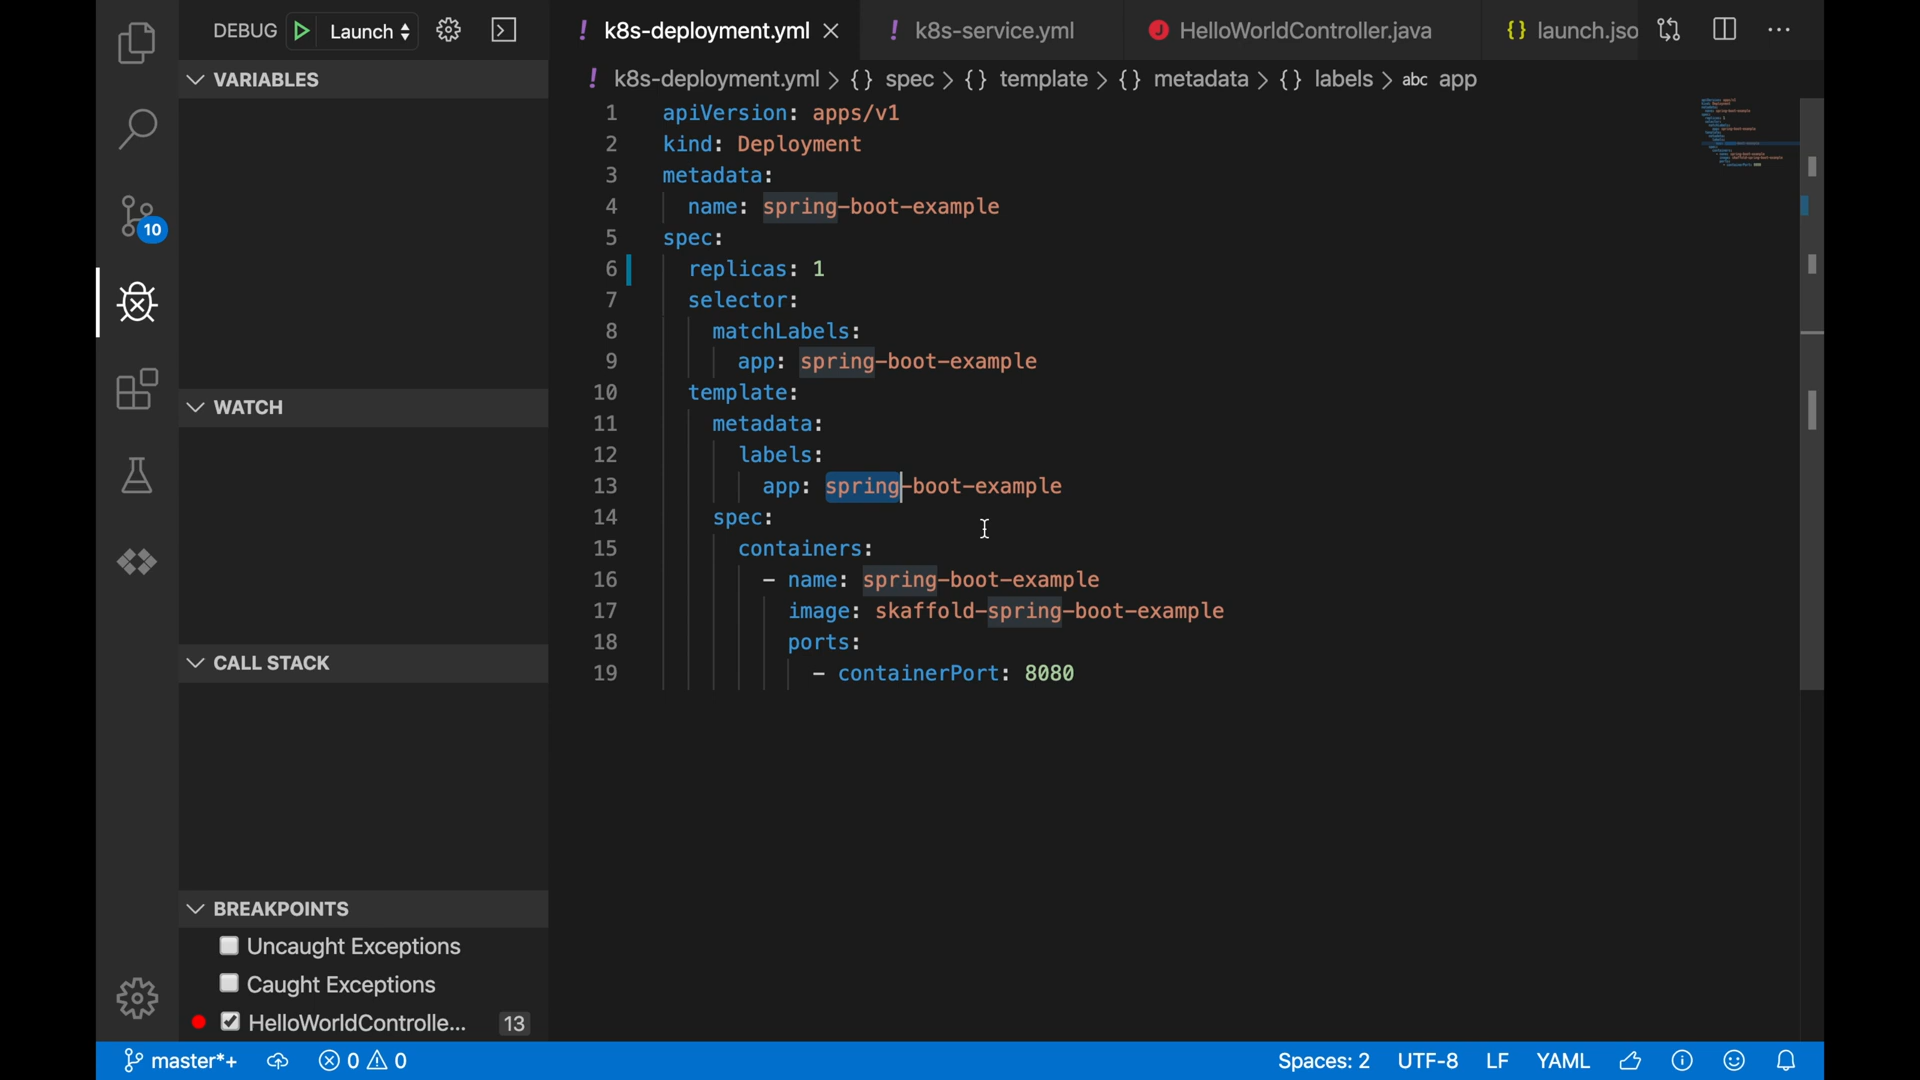 DEBUG Launch
VARIABLES
WATCH
CALL STACK
BREAKPOINTS
Uncaught Exceptions
Caught Exceptions
HelloWorldControlle... 13
10
! k8s-deployment.yml ! k8s-service.yml J HelloWorldController.java {} launch.jso ...
! k8s-deployment.yml > {} spec > {} template > {} metadata > {} labels > abc app
1 apiVersion: apps/v1
2 kind: Deployment
3 metadata:
4 name: spring-boot-example
5 spec:
6 replicas: 1
7 selector:
8 matchLabels:
9 app: spring-boot-example
10 template:
11 metadata:
12 labels:
13 app: spring-boot-example
14 spec:
15 containers:
16 - name: spring-boot-example
17 image: skaffold-spring-boot-example
18 ports:
19 - containerPort: 8080
master*+ 0 0 Spaces: 2 UTF-8 LF YAML